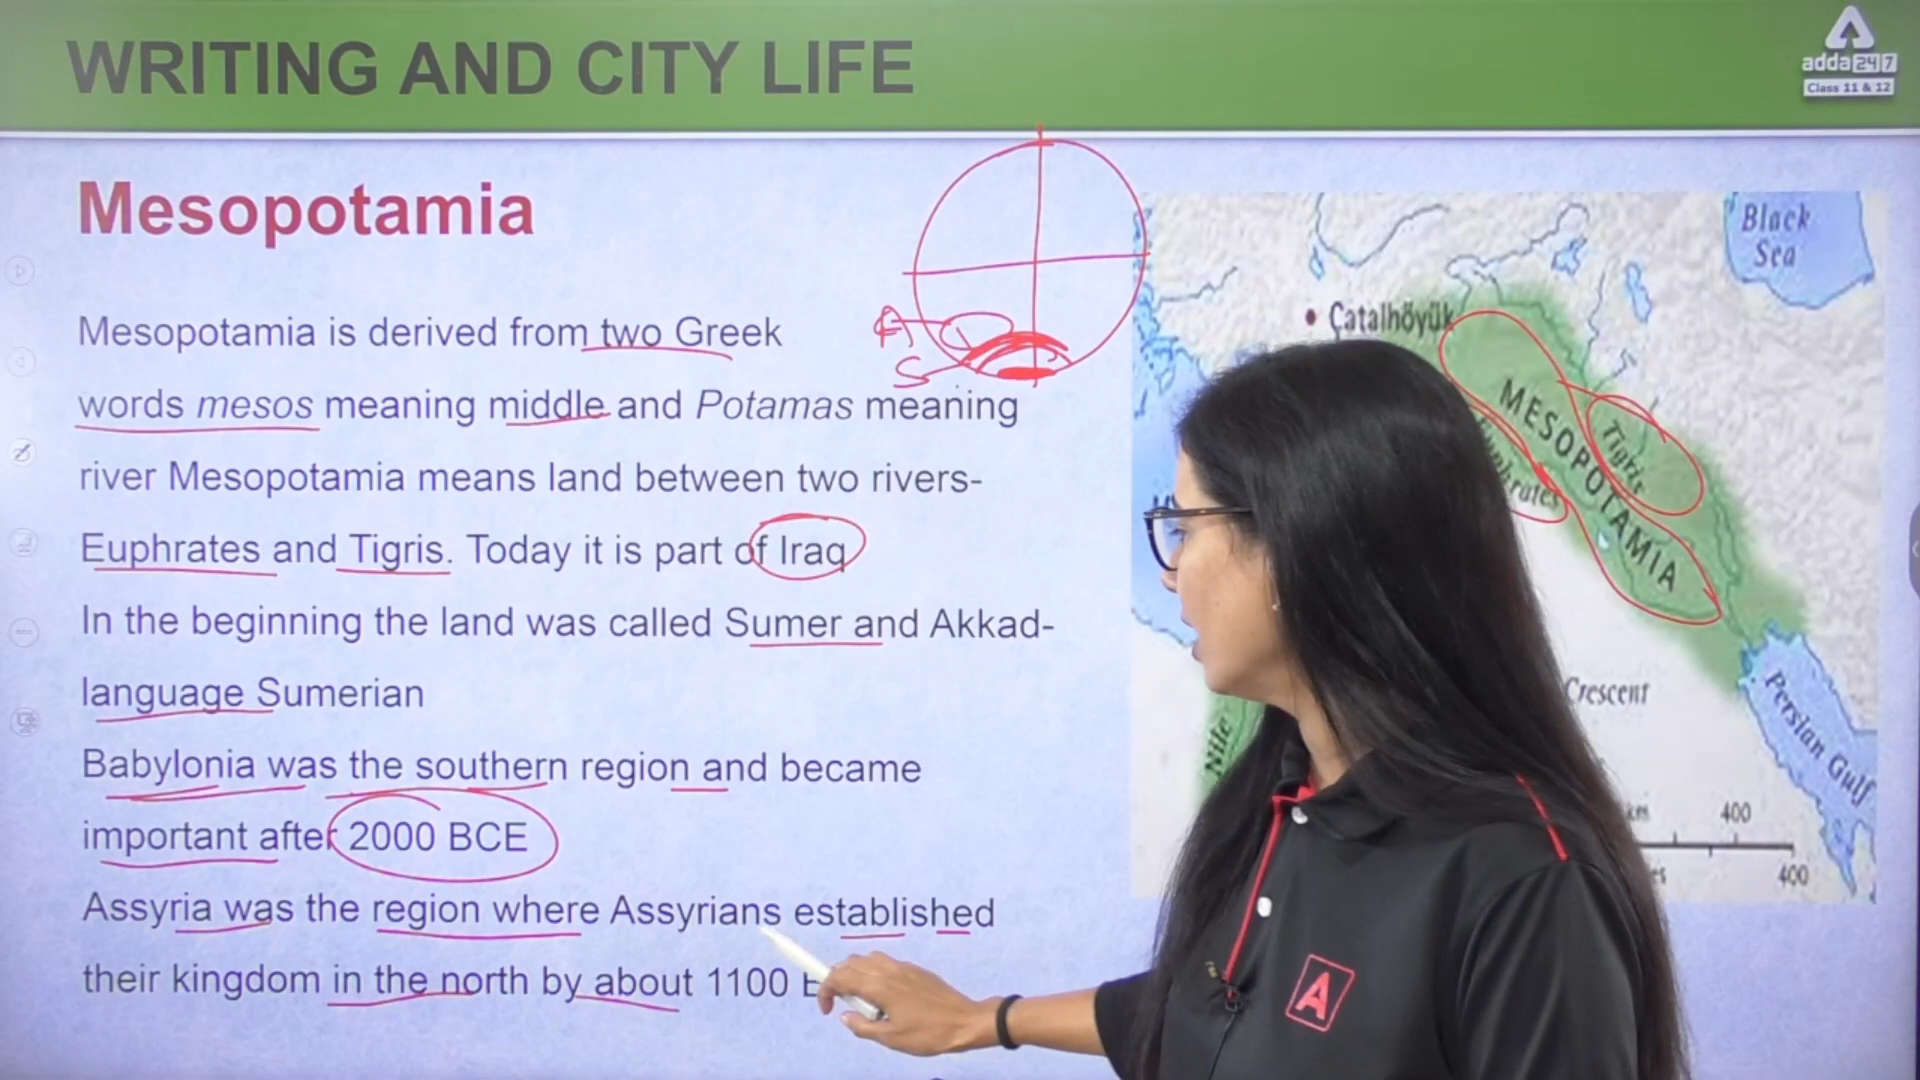 WRITING AND CITY LIFE
adda 247
Class 11 & 12
Mesopotamia
Mesopotamia is derived from two Greek
words mesos meaning middle and Potamas meaning
river Mesopotamia means land between two rivers-
Euphrates and Tigris. Today it is part of Iraq
In the beginning the land was called Sumer and Akkad-
language Sumerian
Babylonia was the southern region and became
important after 2000 BCE
Assyria was the region where Assyrians established
their kingdom in the north by about 1100
A
S
Black
Sea
Çatalhöyük
MESOPOTAMIA
Tigris
Euphrates
Crescent
Nile
Persian Gulf
km
400
400
A